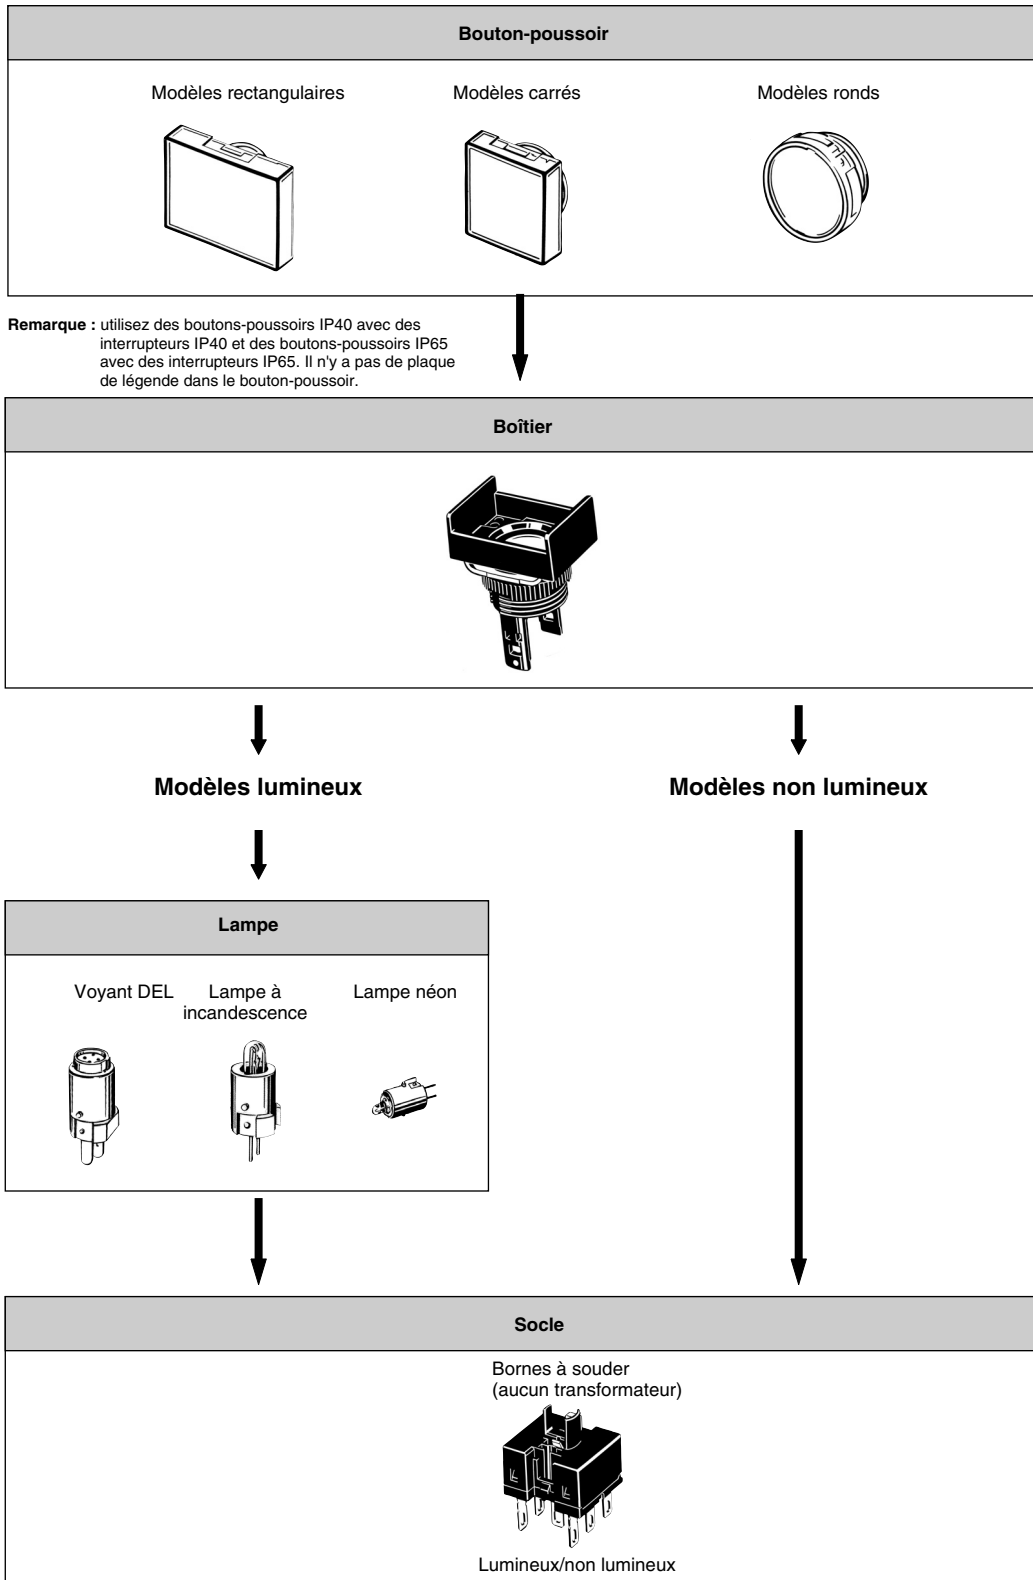 Bouton-poussoir
Modèles rectangulaires
Modèles carrés
Modèles ronds
Remarque : utilisez des boutons-poussoirs IP40 avec des
interrupteurs IP40 et des boutons-poussoirs IP65
avec des interrupteurs IP65. Il n'y a pas de plaque
de légende dans le bouton-poussoir.
Boîtier
Modèles lumineux
Modèles non lumineux
Lampe
Voyant DEL
Lampe à
incandescence
Lampe néon
Socle
Bornes à souder
(aucun transformateur)
Lumineux/non lumineux